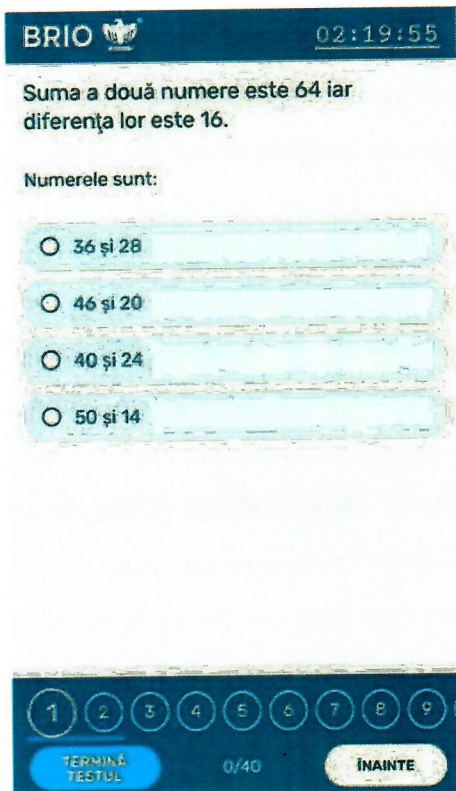 BRIO
02:19:55
Suma a două numere este 64 iar
diferența lor este 16.
Numerele sunt:
36 și 28
46 și 20
40 și 24
50 și 14
1 2 3 4 5 6 7 8 9
TERMINĂ
TESTUL
0/40
ÎNAINTE